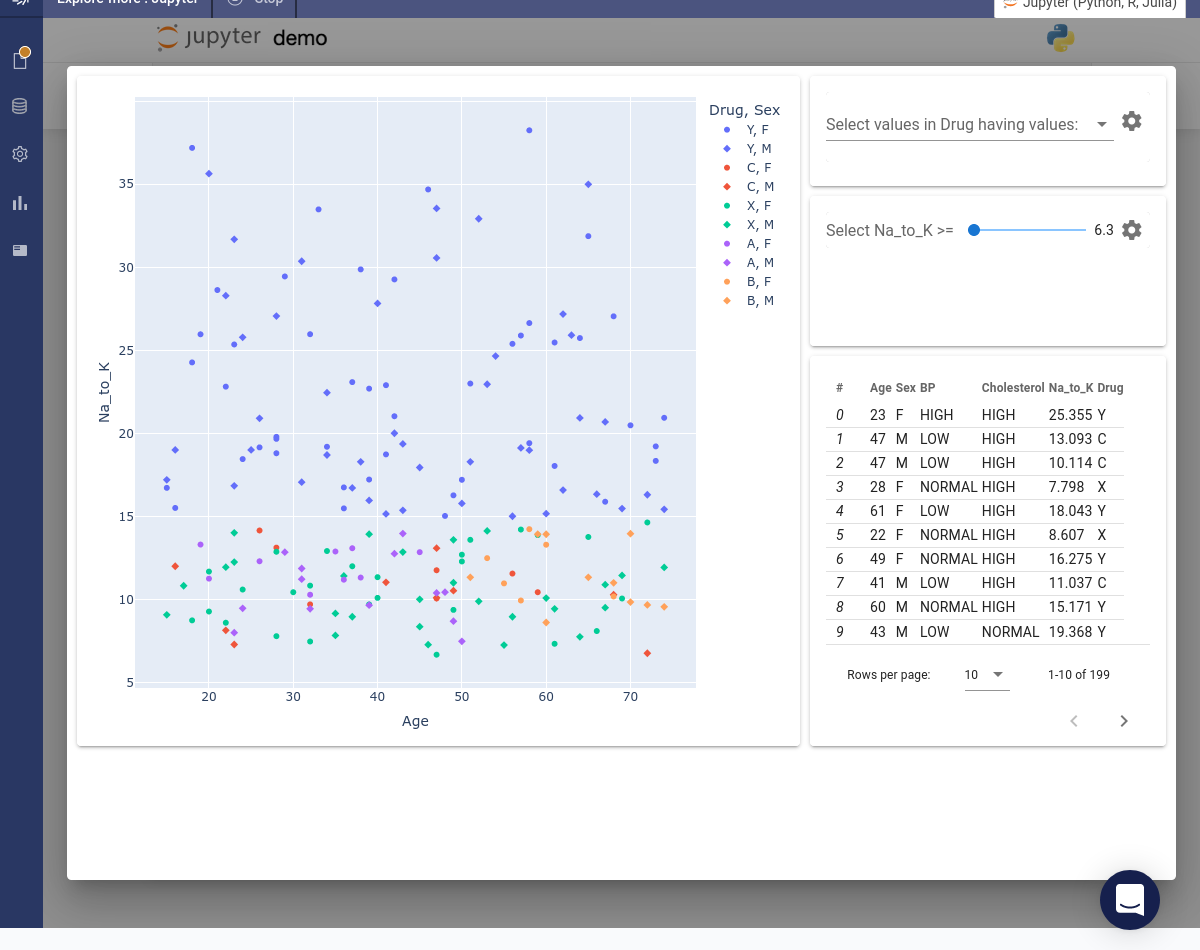 Explore more : Jupyter
Stop
Jupyter (Python, R, Julia)
jupyter demo
Drug, Sex
Y, F
Y, M
C, F
C, M
X, F
X, M
A, F
A, M
B, F
B, M
Na_to_K
35
30
25
20
15
10
5
20 30 40 50 60 70
Age
Select values in Drug having values:
Select Na_to_K >= 6.3
# Age Sex BP Cholesterol Na_to_K Drug
0 23 F HIGH HIGH 25.355 Y
1 47 M LOW HIGH 13.093 C
2 47 M LOW HIGH 10.114 C
3 28 F NORMAL HIGH 7.798 X
4 61 F LOW HIGH 18.043 Y
5 22 F NORMAL HIGH 8.607 X
6 49 F NORMAL HIGH 16.275 Y
7 41 M LOW HIGH 11.037 C
8 60 M NORMAL HIGH 15.171 Y
9 43 M LOW NORMAL 19.368 Y
Rows per page: 10 1-10 of 199